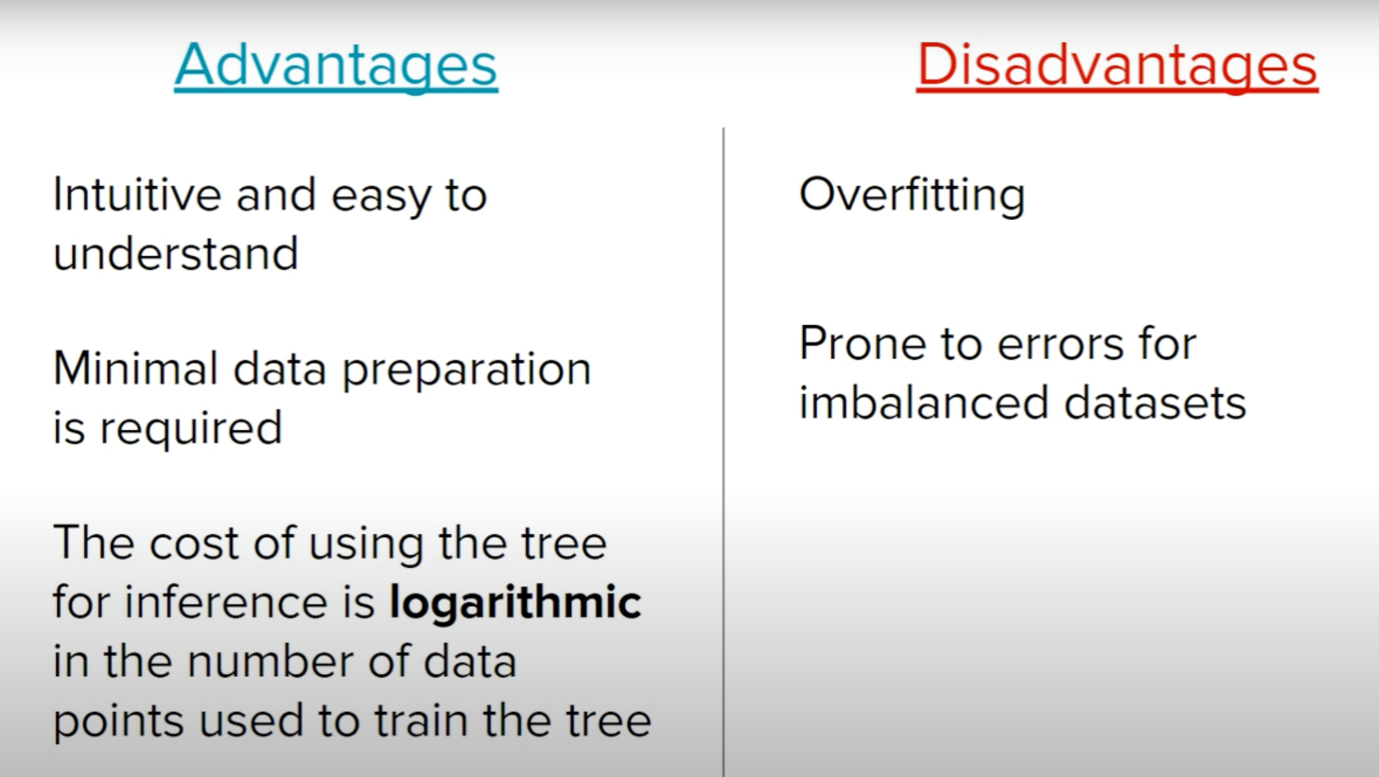 Advantages
Intuitive and easy to
understand
Minimal data preparation
is required
The cost of using the tree
for inference is logarithmic
in the number of data
points used to train the tree
Disadvantages
Overfitting
Prone to errors for
imbalanced datasets